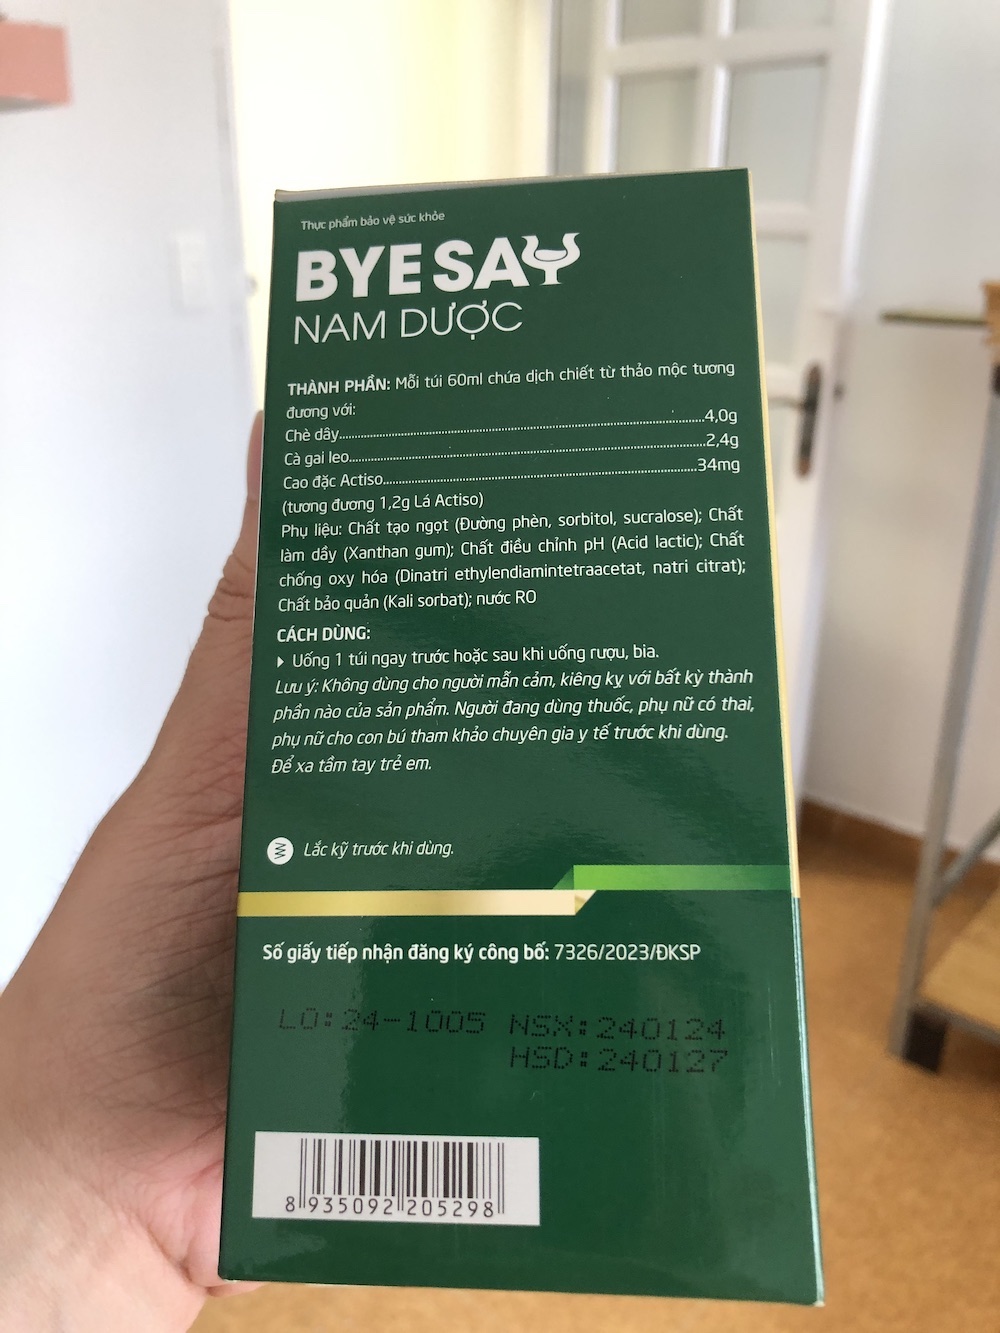 Thực phẩm bảo vệ sức khỏe
BYE SAY
NAM DƯỢC
THÀNH PHẦN: Mỗi túi 60ml chứa dịch chiết từ thảo mộc tương
đương với:
Chè dây........................4,0g
Cà gai leo........................2,4g
Cao đặc Actiso........................34mg
(tương đương 1,2g Lá Actiso)
Phụ liệu: Chất tạo ngọt (Đường phèn, sorbitol, sucralose); Chất
làm dầy (Xanthan gum); Chất điều chỉnh pH (Acid lactic); Chất
chống oxy hóa (Dinatri ethylendiamintetraacetat, natri citrat);
Chất bảo quản (Kali sorbat); nước RO
CÁCH DÙNG:
Uống 1 túi ngay trước hoặc sau khi uống rượu, bia.
Lưu ý: Không dùng cho người mẫn cảm, kiêng kỵ với bất kỳ thành
phần nào của sản phẩm. Người đang dùng thuốc, phụ nữ có thai,
phụ nữ cho con bú tham khảo chuyên gia y tế trước khi dùng.
Để xa tầm tay trẻ em.
Lắc kỹ trước khi dùng.
Số giấy tiếp nhận đăng ký công bố: 7326/2023/ĐKSP
LO:24-1005 NSX:240124
HSD:240127
8 935092 205298